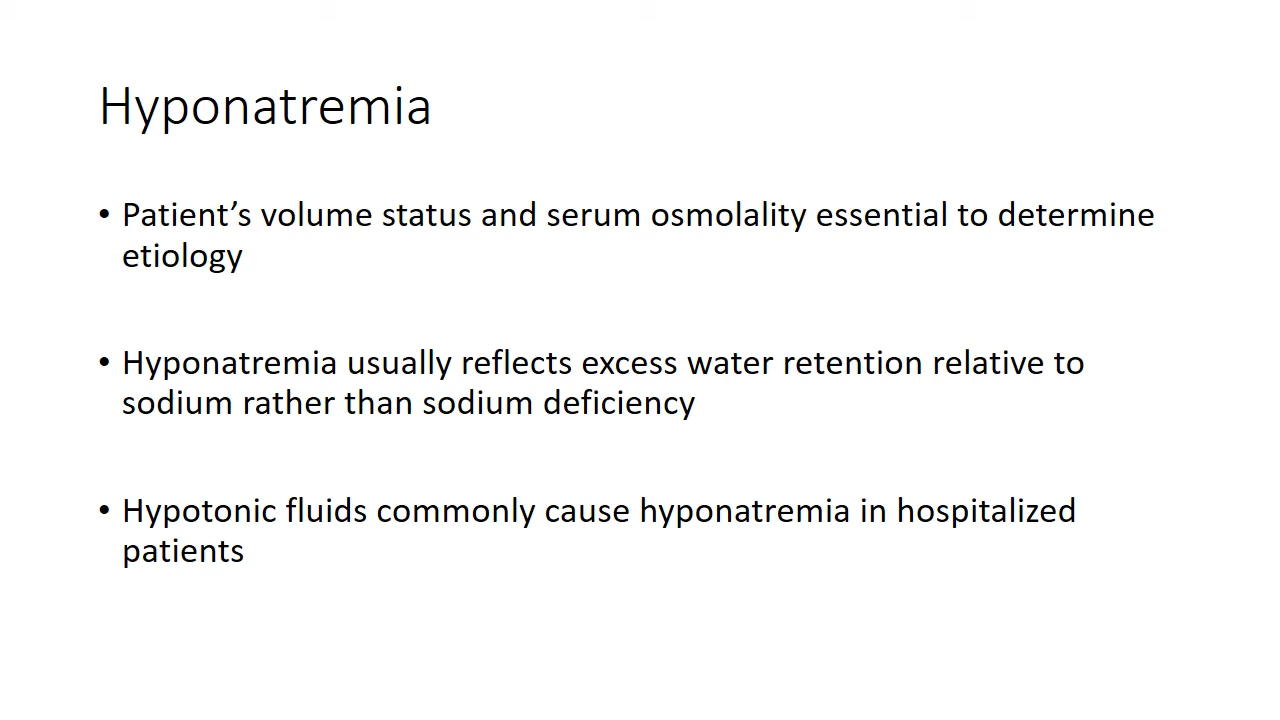 Hyponatremia
• Patient’s volume status and serum osmolality essential to determine
etiology
• Hyponatremia usually reflects excess water retention relative to
sodium rather than sodium deficiency
• Hypotonic fluids commonly cause hyponatremia in hospitalized
patients